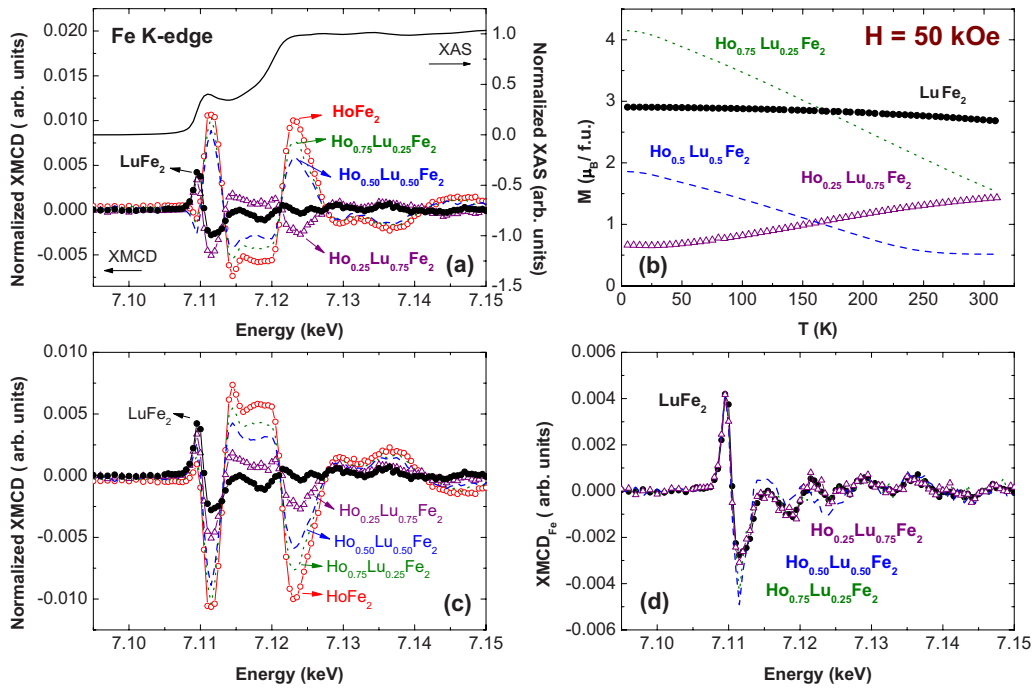 Fe K-edge
XAS
HoFe2
Ho0.75Lu0.25Fe2
LuFe2
Ho0.50Lu0.50Fe2
Ho0.25Lu0.75Fe2
XMCD
(a)
0.020
0.015
0.010
0.005
0.000
-0.005
Normalized XMCD ( arb. units)
1.0
0.5
0.0
-0.5
-1.0
-1.5
Normalized XAS (arb. units)
7.10 7.11 7.12 7.13 7.14 7.15
Energy (keV)
H = 50 kOe
Ho0.75Lu0.25Fe2
LuFe2
Ho0.5Lu0.5Fe2
Ho0.25Lu0.75Fe2
(b)
4
3
2
1
0
M (μB/ f.u.)
0 50 100 150 200 250 300
T (K)
LuFe2
Ho0.25Lu0.75Fe2
Ho0.50Lu0.50Fe2
Ho0.75Lu0.25Fe2
HoFe2
(c)
0.010
0.005
0.000
-0.005
-0.010
Normalized XMCD ( arb. units)
7.10 7.11 7.12 7.13 7.14 7.15
Energy (keV)
LuFe2
Ho0.25Lu0.75Fe2
Ho0.50Lu0.50Fe2
Ho0.75Lu0.25Fe2
(d)
0.006
0.004
0.002
0.000
-0.002
-0.004
-0.006
XMCDFe ( arb. units)
7.10 7.11 7.12 7.13 7.14 7.15
Energy (keV)